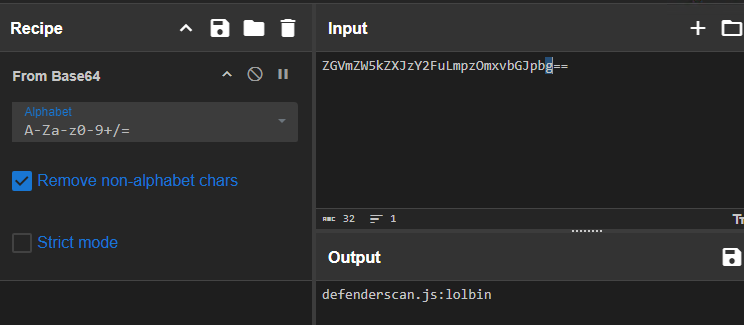 Recipe
From Base64
Alphabet
A-Za-z0-9+/=
Remove non-alphabet chars
Strict mode
Input
ZGVmZW5kZXJzY2FuLmpzOmxvbGJpbg==
ABC 32 1
Output
defenderscan.js:lolbin